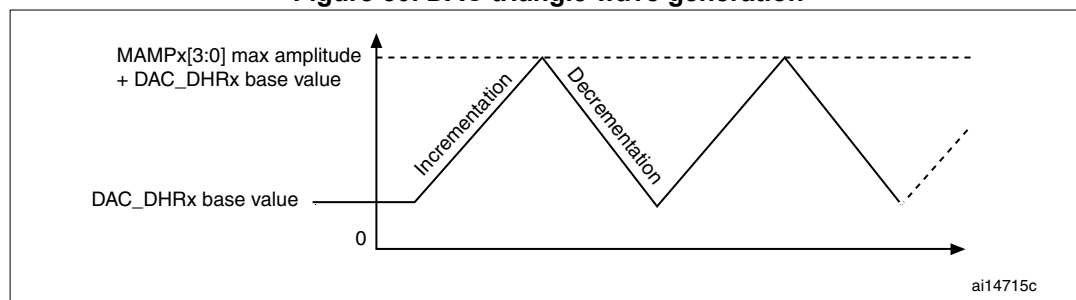 MAMPx[3:0] max amplitude
+ DAC_DHRx base value
Incrementation
Decrementation
DAC_DHRx base value
0
ai14715c